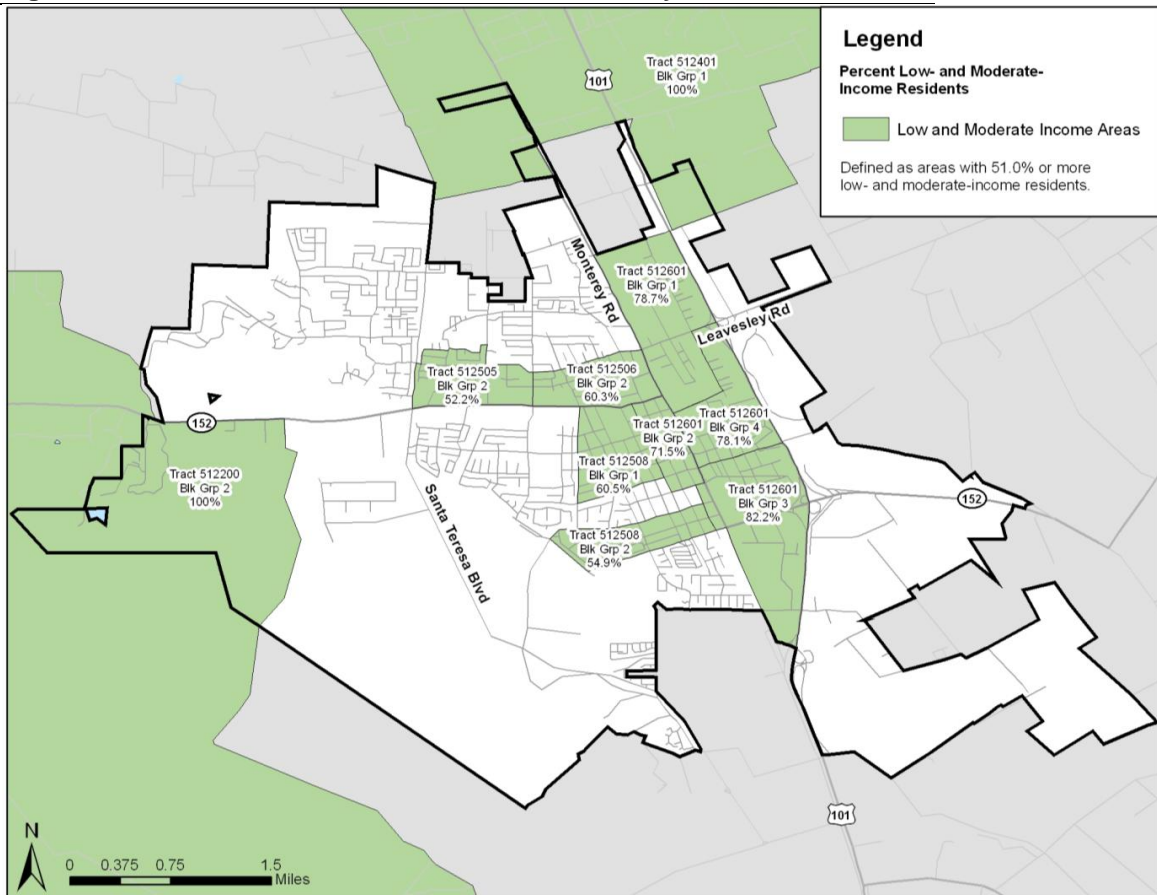 Tract 512401
Blk Grp 1
100%
101
Legend
Percent Low- and Moderate-
Income Residents
Low and Moderate Income Areas
Defined as areas with 51.0% or more
low- and moderate-income residents.
Monterey Rd
Tract 512601
Blk Grp 1
78.7%
Leavesley Rd
Tract 512505
Blk Grp 2
52.2%
Tract 512506
Blk Grp 2
60.3%
152
Tract 512601
Blk Grp 2
71.5%
Tract 512601
Blk Grp 4
78.1%
Tract 512200
Blk Grp 2
100%
Tract 512508
Blk Grp 1
60.5%
Tract 512601
Blk Grp 3
82.2%
152
Santa Teresa Blvd
Tract 512508
Blk Grp 2
54.9%
101
N
0 0.375 0.75 1.5
Miles